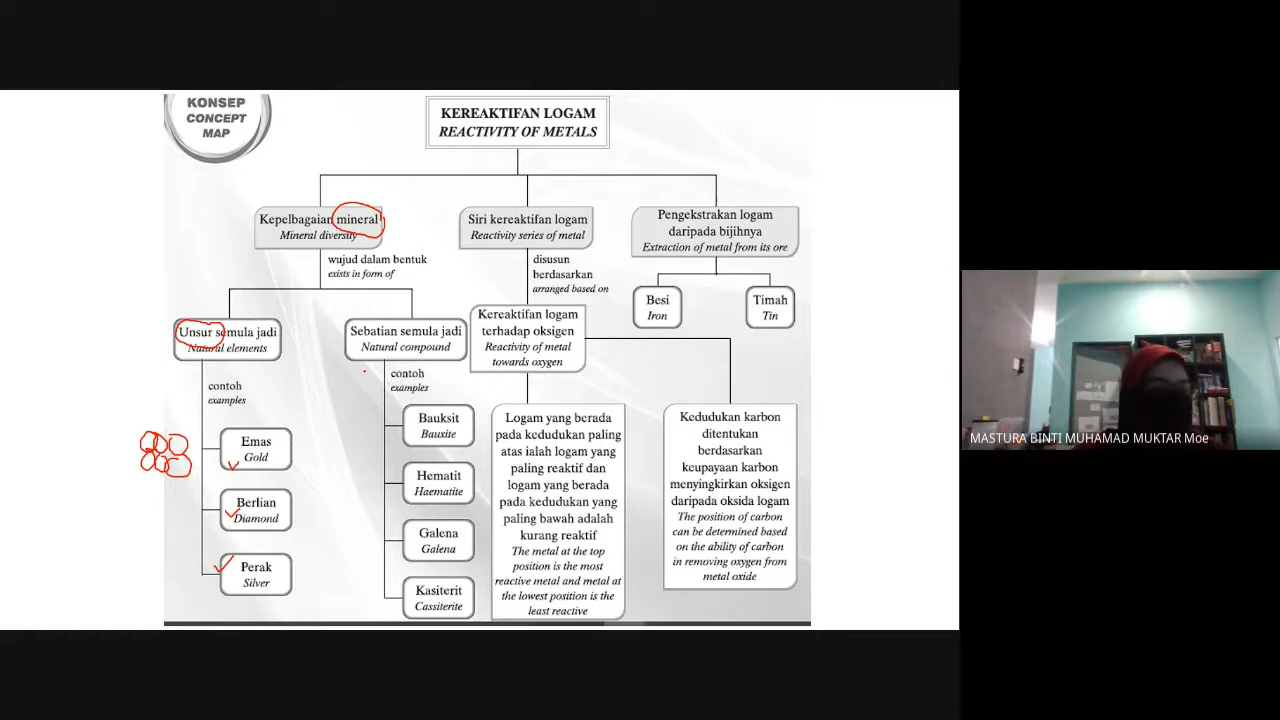 KONSEP
CONCEPT
MAP
KEREAKTIFAN LOGAM
REACTIVITY OF METALS
Kepelbagaian mineral
Mineral diversity
wujud dalam bentuk
exists in form of
Unsur semula jadi
Natural elements
contoh
examples
Emas
Gold
Berlian
Diamond
Perak
Silver
Sebatian semula jadi
Natural compound
contoh
examples
Bauksit
Bauxite
Hematit
Haematite
Galena
Galena
Kasiterit
Cassiterite
Siri kereaktifan logam
Reactivity series of metal
disusun
berdasarkan
arranged based on
Kereaktifan logam
terhadap oksigen
Reactivity of metal
towards oxygen
Logam yang berada
pada kedudukan paling
atas ialah logam yang
paling reaktif dan
logam yang berada
pada kedudukan yang
paling bawah adalah
kurang reaktif
The metal at the top
position is the most
reactive metal and metal at
the lowest position is the
least reactive
Kedudukan karbon
ditentukan
berdasarkan
keupayaan karbon
menyingkirkan oksigen
daripada oksida logam
The position of carbon
can be determined based
on the ability of carbon
in removing oxygen from
metal oxide
Pengekstrakan logam
daripada bijihnya
Extraction of metal from its ore
Besi
Iron
Timah
Tin
MASTURA BINTI MUHAMAD MUKTAR Moe